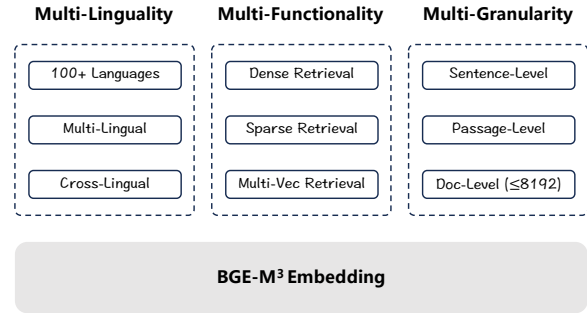 Multi-Linguality
Multi-Functionality
Multi-Granularity
100+ Languages
Dense Retrieval
Sentence-Level
Multi-Lingual
Sparse Retrieval
Passage-Level
Cross-Lingual
Multi-Vec Retrieval
Doc-Level (≤8192)
BGE-M³ Embedding